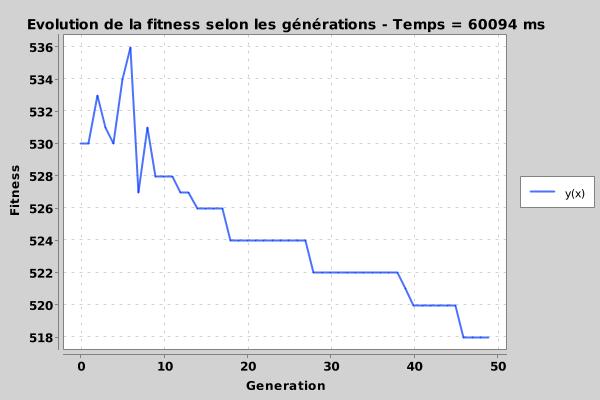 Evolution de la fitness selon les générations - Temps = 60094 ms
536
534
532
530
528
526
524
522
520
518
Fitness
0 10 20 30 40 50
Generation
y(x)